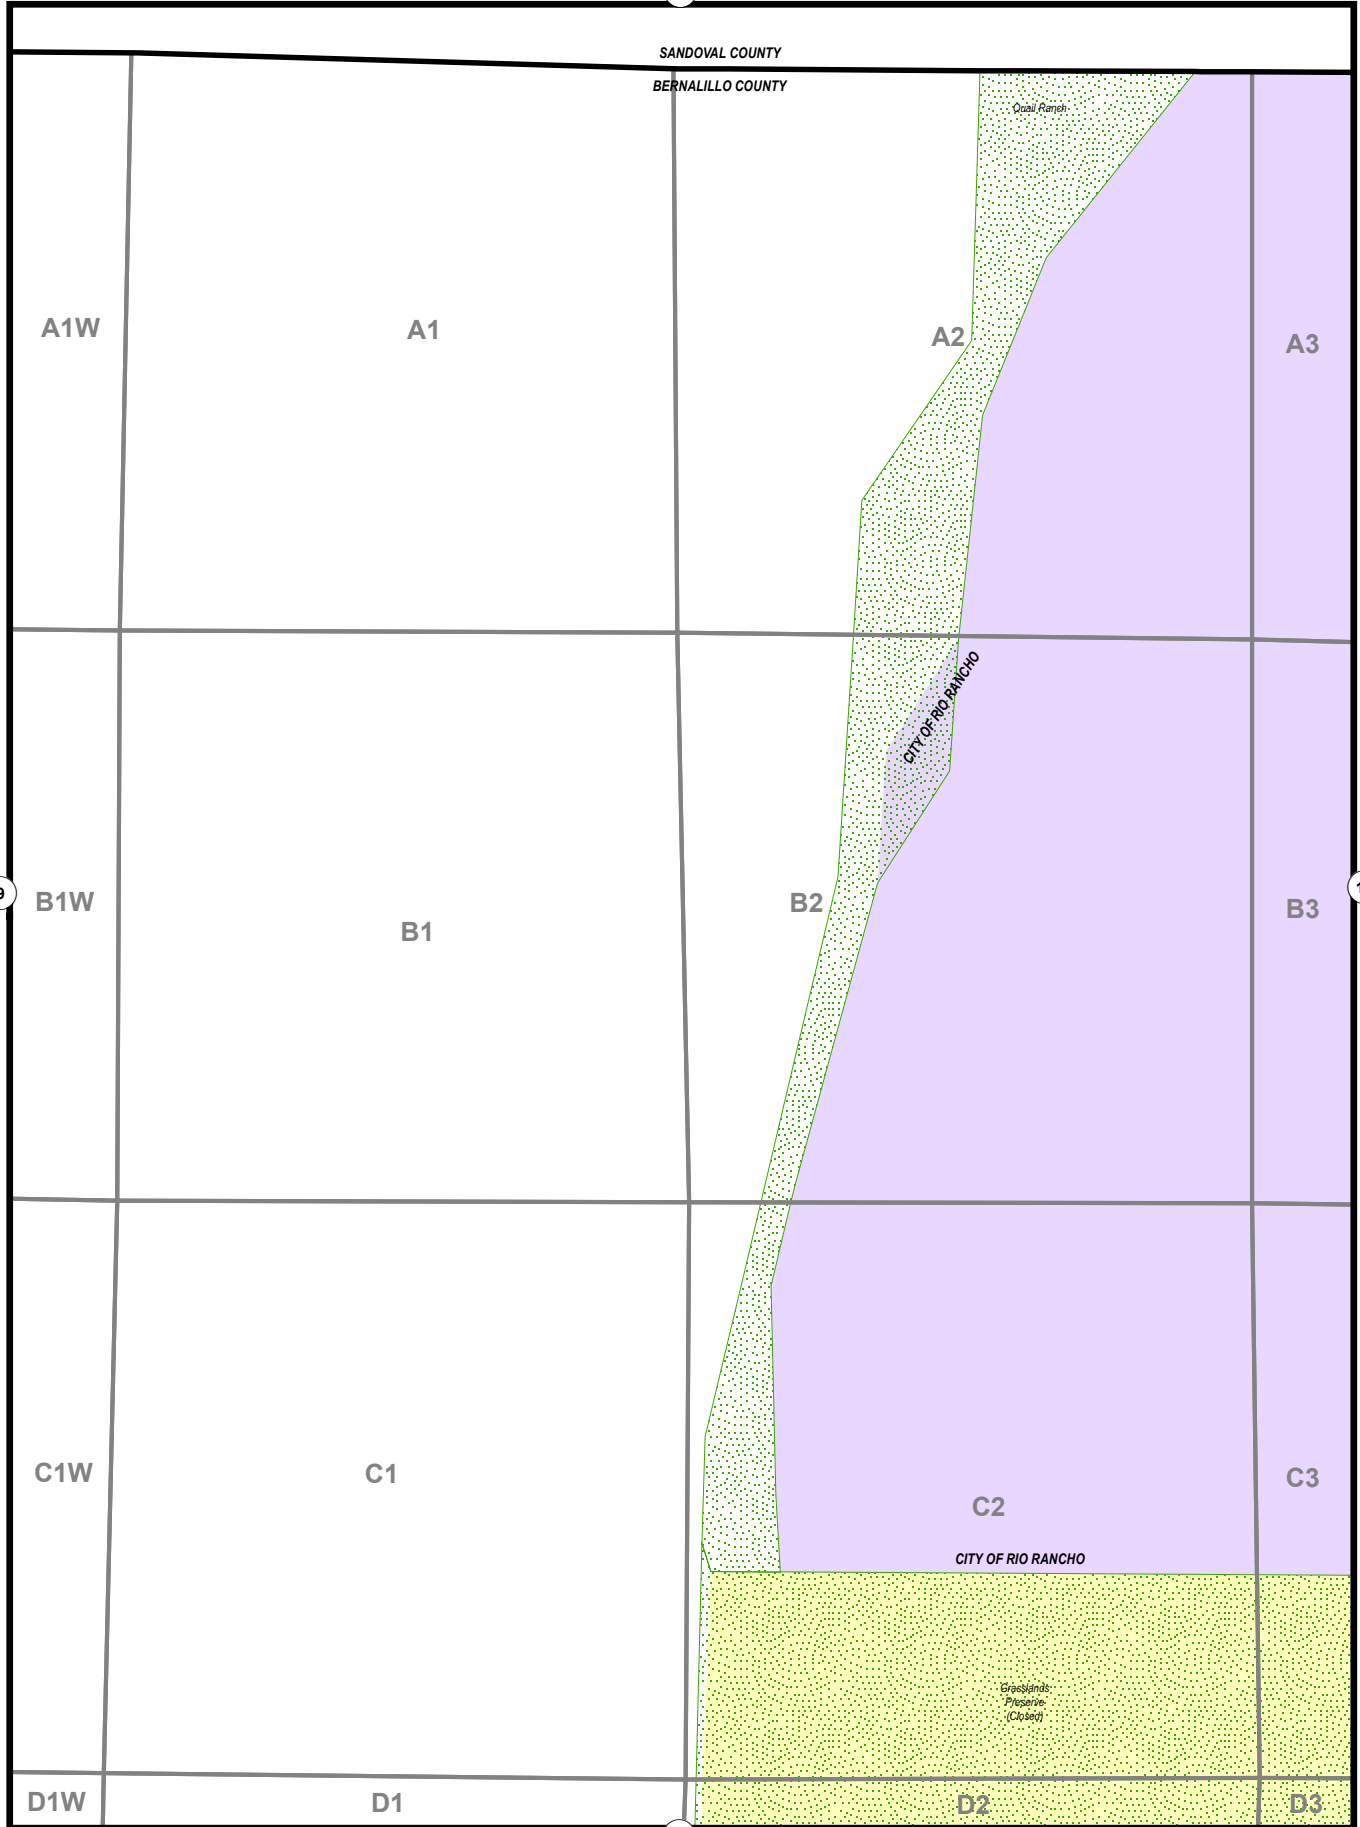 SANDOVAL COUNTY
BERNALILLO COUNTY
Quail Ranch
A1W
A1
A2
A3
CITY OF RIO RANCHO
9
B1W
B1
B2
B3
C1W
C1
C2
C3
CITY OF RIO RANCHO
Grasslands
Preserve
(Closed)
D1W
D1
D2
D3